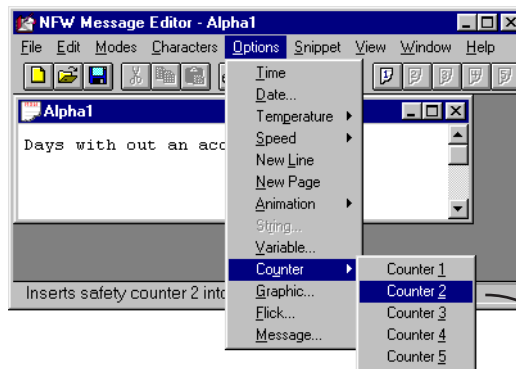 NFW Message Editor - Alpha1
File Edit Modes Characters Options Snippet View Window Help
Alpha1
Days with out an
Time
Date...
Temperature
Speed
New Line
New Page
Animation
String...
Variable...
Counter
Graphic...
Flick...
Message...
Counter 1
Counter 2
Counter 3
Counter 4
Counter 5
Inserts safety counter 2